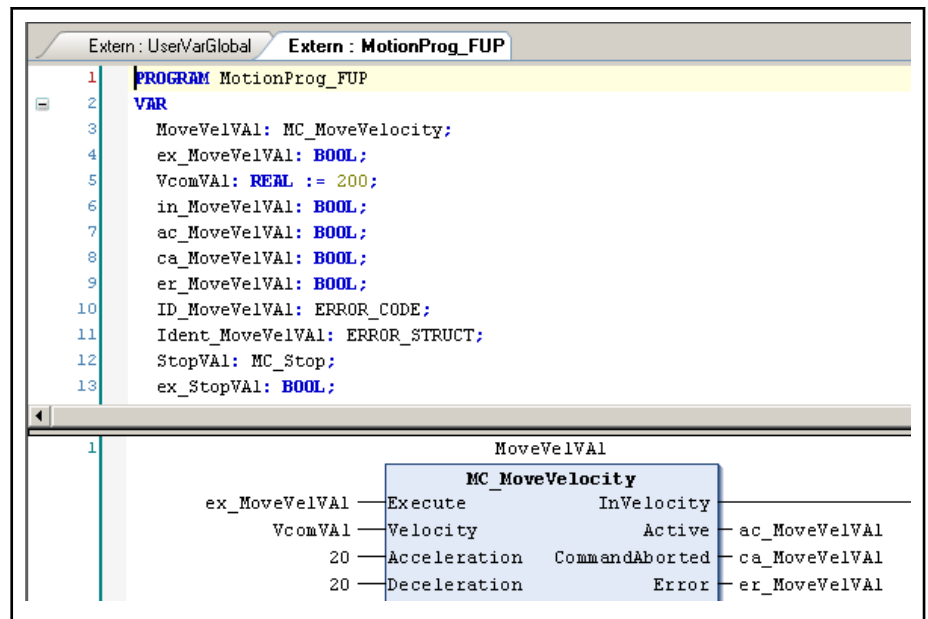 Extern : UserVarGlobal Extern : MotionProg_FUP
1 PROGRAM MotionProg_FUP
2 VAR
3 MoveVelVA1: MC_MoveVelocity;
4 ex_MoveVelVA1: BOOL;
5 VcomVA1: REAL := 200;
6 in_MoveVelVA1: BOOL;
7 ac_MoveVelVA1: BOOL;
8 ca_MoveVelVA1: BOOL;
9 er_MoveVelVA1: BOOL;
10 ID_MoveVelVA1: ERROR_CODE;
11 Ident_MoveVelVA1: ERROR_STRUCT;
12 StopVA1: MC_Stop;
13 ex_StopVA1: BOOL;
1 MoveVelVA1
MC_MoveVelocity
ex_MoveVelVA1 Execute InVelocity
VcomVA1 Velocity Active ac_MoveVelVA1
20 Acceleration CommandAborted ca_MoveVelVA1
20 Deceleration Error er_MoveVelVA1